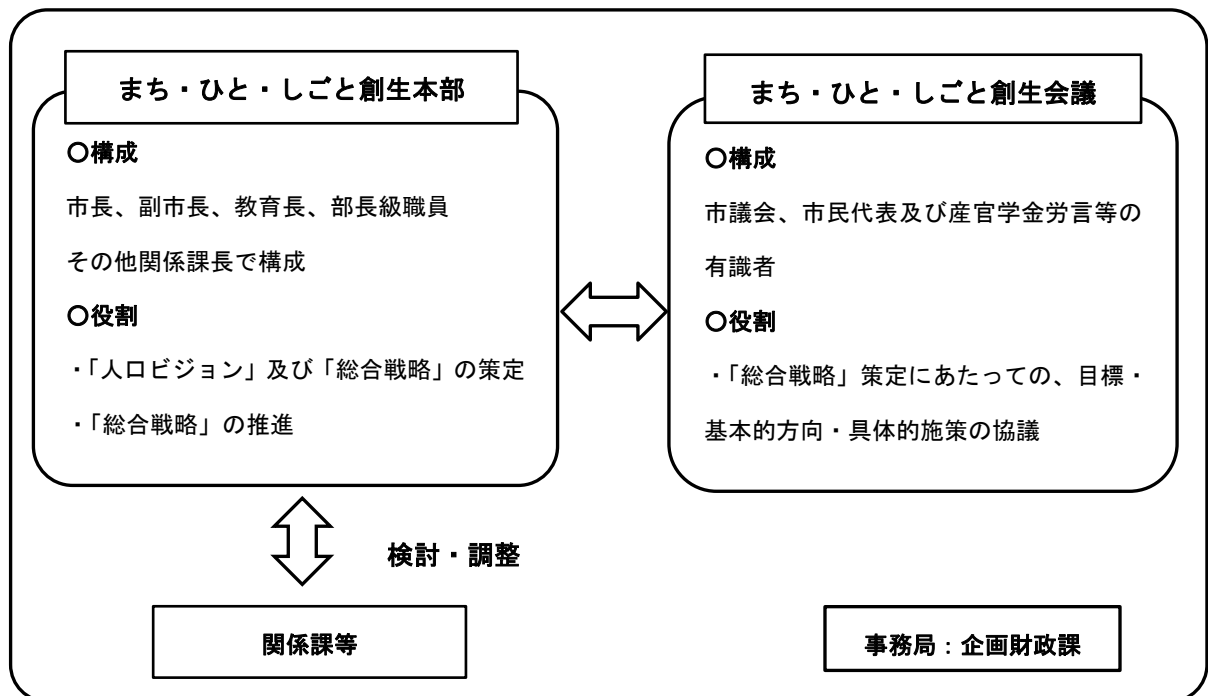 まち・ひと・しごと創生本部
〇構成
市長、副市長、教育長、部長級職員
その他関係課長で構成
〇役割
・「人口ビジョン」及び「総合戦略」の策定
・「総合戦略」の推進
まち・ひと・しごと創生会議
〇構成
市議会、市民代表及び産官学金労言等の
有識者
〇役割
・「総合戦略」策定にあたっての、目標・
基本的方向・具体的施策の協議
検討・調整
関係課等
事務局：企画財政課